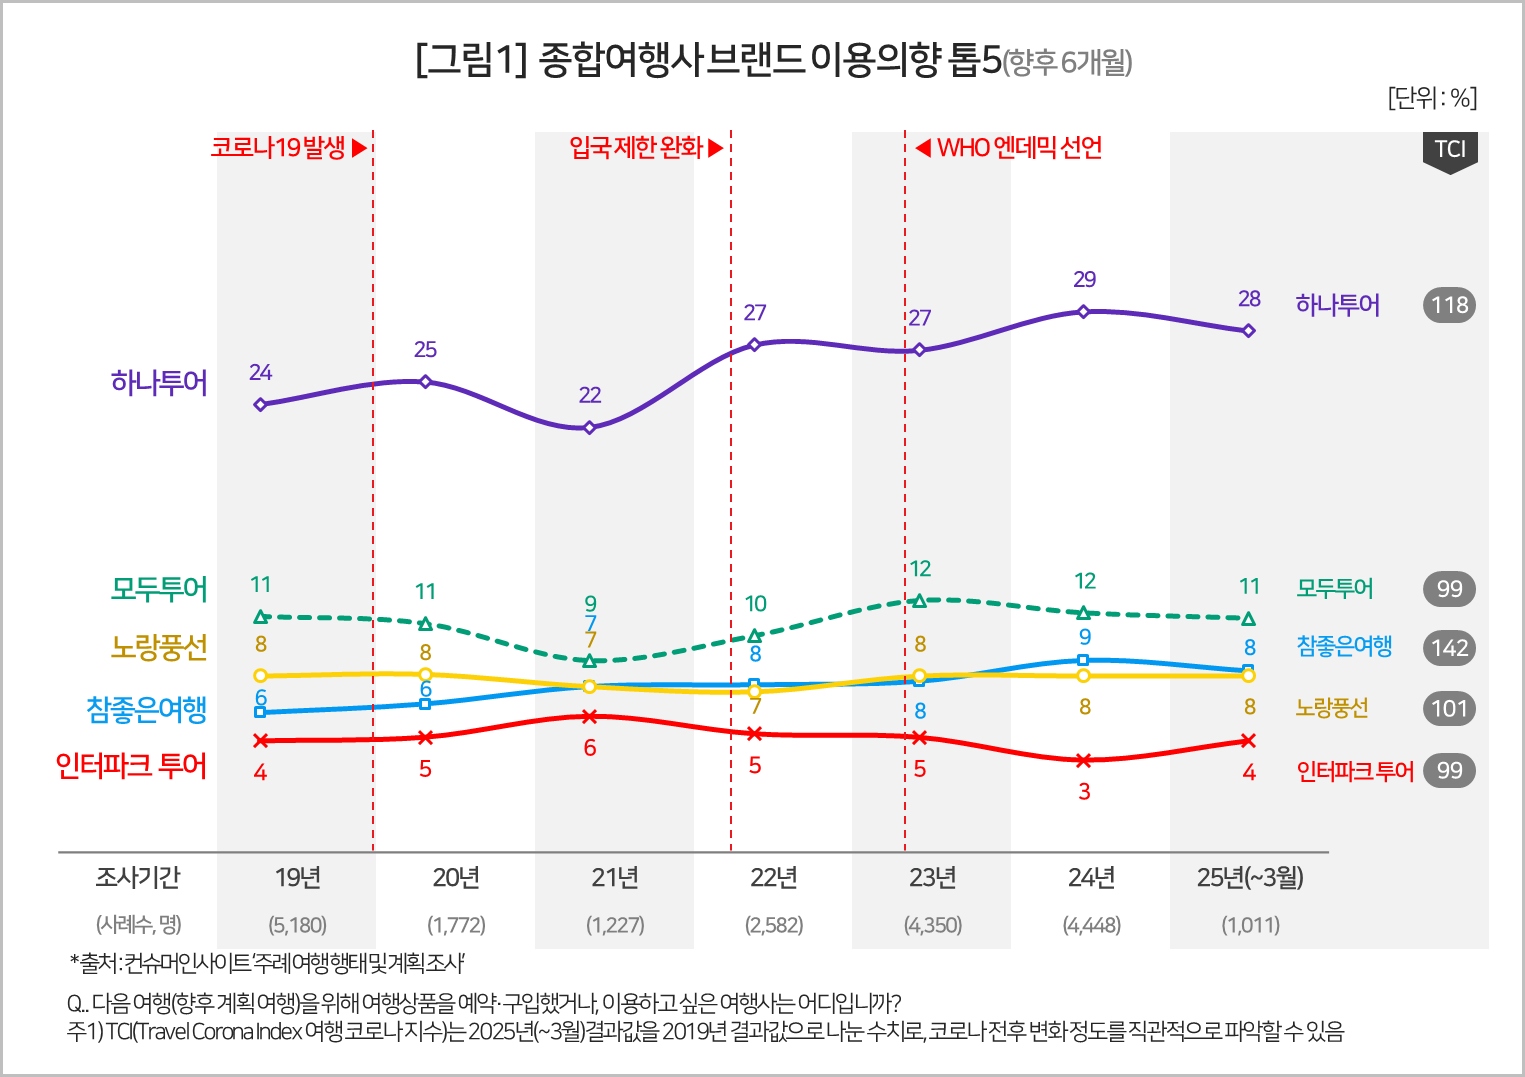 [그림1] 종합여행사 브랜드 이용의향 톱5(향후 6개월)
[단위 : %]
코로나19 발생 ▶
입국 제한 완화 ▶
◀ WHO 엔데믹 선언
TCI
하나투어
24
25
22
27
27
29
28
하나투어
118
모두투어
11
11
9
10
12
12
11
모두투어
99
노랑풍선
8
8
7
7
8
8
8
노랑풍선
101
참좋은여행
6
6
7
8
8
9
8
참좋은여행
142
인터파크 투어
4
5
6
5
5
3
4
인터파크 투어
99
조사기간 19년 20년 21년 22년 23년 24년 25년(~3월)
(사례수, 명) (5,180) (1,772) (1,227) (2,582) (4,350) (4,448) (1,011)
*출처 : 컨슈머인사이트 '주례 여행 행태 및 계획 조사'
Q.. 다음 여행(향후 계획 여행)을 위해 여행상품을 예약·구입했거나, 이용하고 싶은 여행사는 어디입니까?
주1) TCI(Travel Corona Index 여행 코로나 지수)는 2025년(~3월)결과값을 2019년 결과값으로 나눈 수치로, 코로나 전후 변화 정도를 직관적으로 파악할 수 있음